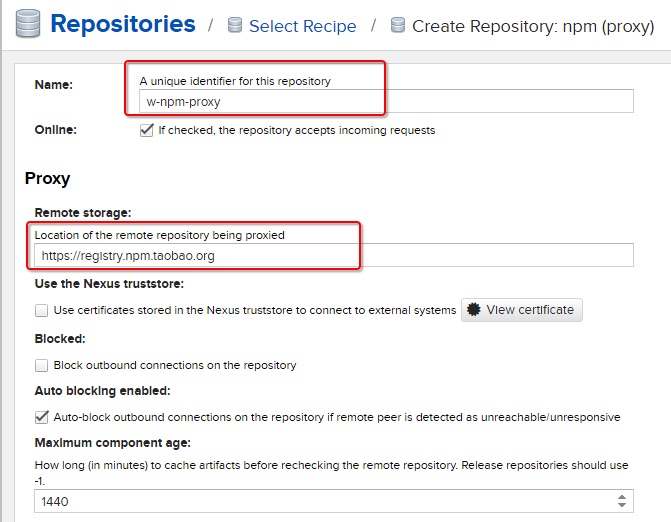 Repositories / Select Recipe / Create Repository: npm (proxy)
Name:
A unique identifier for this repository
w-npm-proxy
Online:
If checked, the repository accepts incoming requests
Proxy
Remote storage:
Location of the remote repository being proxied
https://registry.npm.taobao.org
Use the Nexus truststore:
Use certificates stored in the Nexus truststore to connect to external systems View certificate
Blocked:
Block outbound connections on the repository
Auto blocking enabled:
Auto-block outbound connections on the repository if remote peer is detected as unreachable/unresponsive
Maximum component age:
How long (in minutes) to cache artifacts before rechecking the remote repository. Release repositories should use
-1.
1440